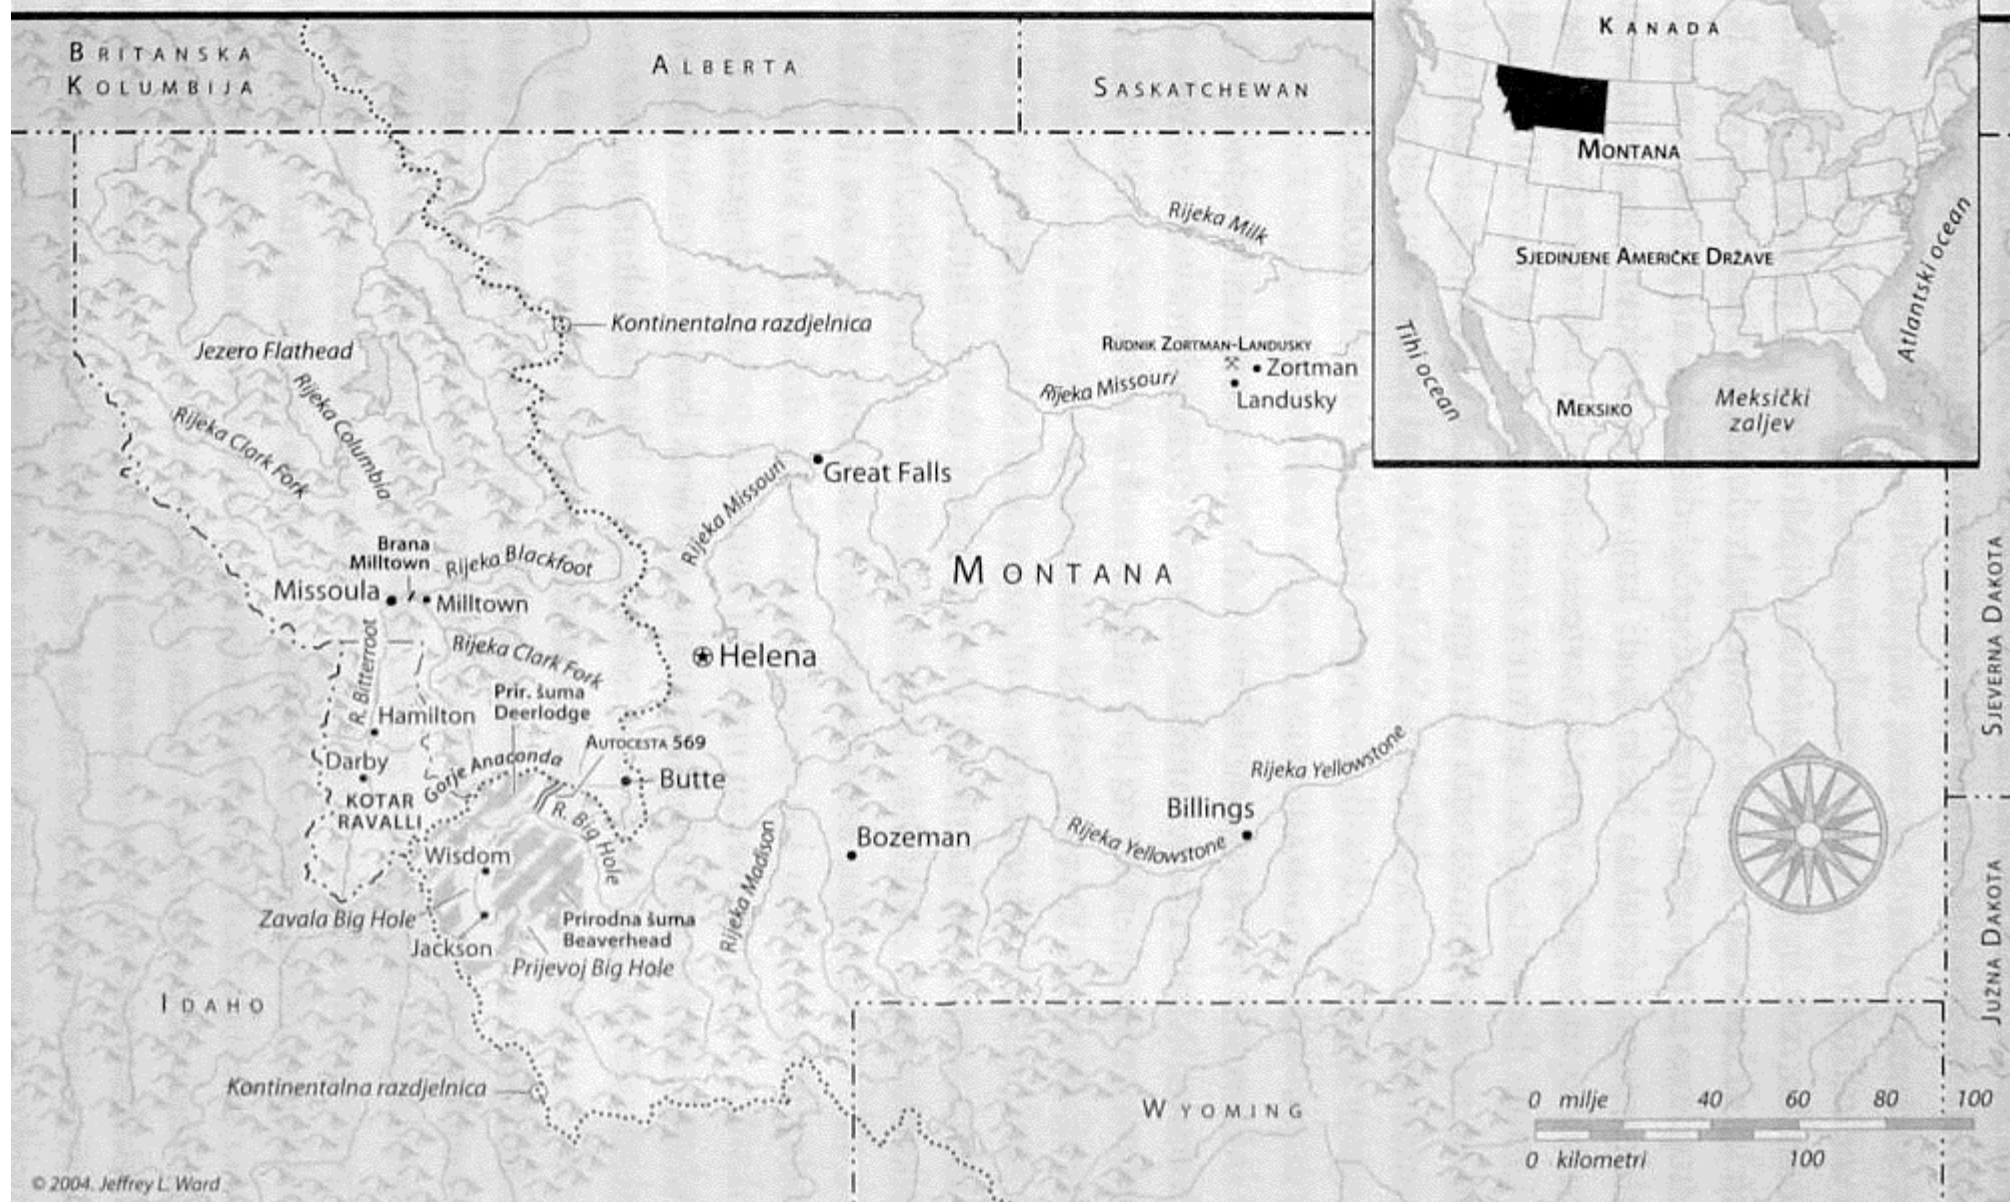 BRITANSKA
KOLUMBIJA
ALBERTA
SASKATCHEWAN
KANADA
MONTANA
SJEDINJENE AMERIČKE DRŽAVE
Tihi ocean
Atlantski ocean
MEKSIKO
Meksički
zaljev
Rijeka Milk
Kontinentalna razdjelnica
Jezero Flathead
RUDNIK ZORTMAN-LANDUSKY
Zortman
Landusky
Rijeka Missouri
Rijeka Columbia
Rijeka Clark Fork
Great Falls
Rijeka Missouri
MONTANA
Brana
Milltown
Rijeka Blackfoot
Missoula
Milltown
Rijeka Clark Fork
Helena
R. Bitterroot
Prir. šuma
Deerlodge
Hamilton
AUTOCESTA 569
Darby
Gorje Anaconda
Butte
KOTAR
RAVALLI
R. Big Hole
Rijeka Yellowstone
Billings
Bozeman
Rijeka Yellowstone
Rijeka Madison
Wisdom
Zavala Big Hole
Jackson
Prirodna šuma
Beaverhead
Prijevoj Big Hole
SJEVERNA DAKOTA
JUŽNA DAKOTA
IDAHO
Kontinentalna razdjelnica
WYOMING
0 milje 40 60 80 100
0 kilometri 100
© 2004. Jeffrey L. Ward